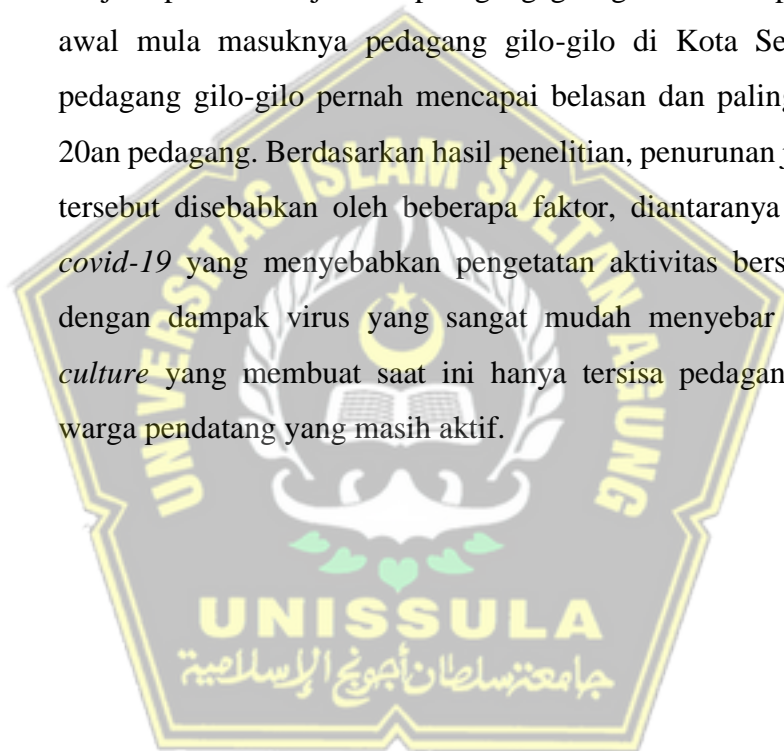 awal mula masuknya pedagang gilo-gilo di Kota Se
pedagang gilo-gilo pernah mencapai belasan dan paling
20an pedagang. Berdasarkan hasil penelitian, penurunan
tersebut disebabkan oleh beberapa faktor, diantaranya
covid-19 yang menyebabkan pengetatan aktivitas bers
dengan dampak virus yang sangat mudah menyebar
culture yang membuat saat ini hanya tersisa pedagan
warga pendatang yang masih aktif.
UNIVERSITAS ISLAM SULTAN AGUNG
UNISSULA
جامعة سلطان أجونج الإسلامية